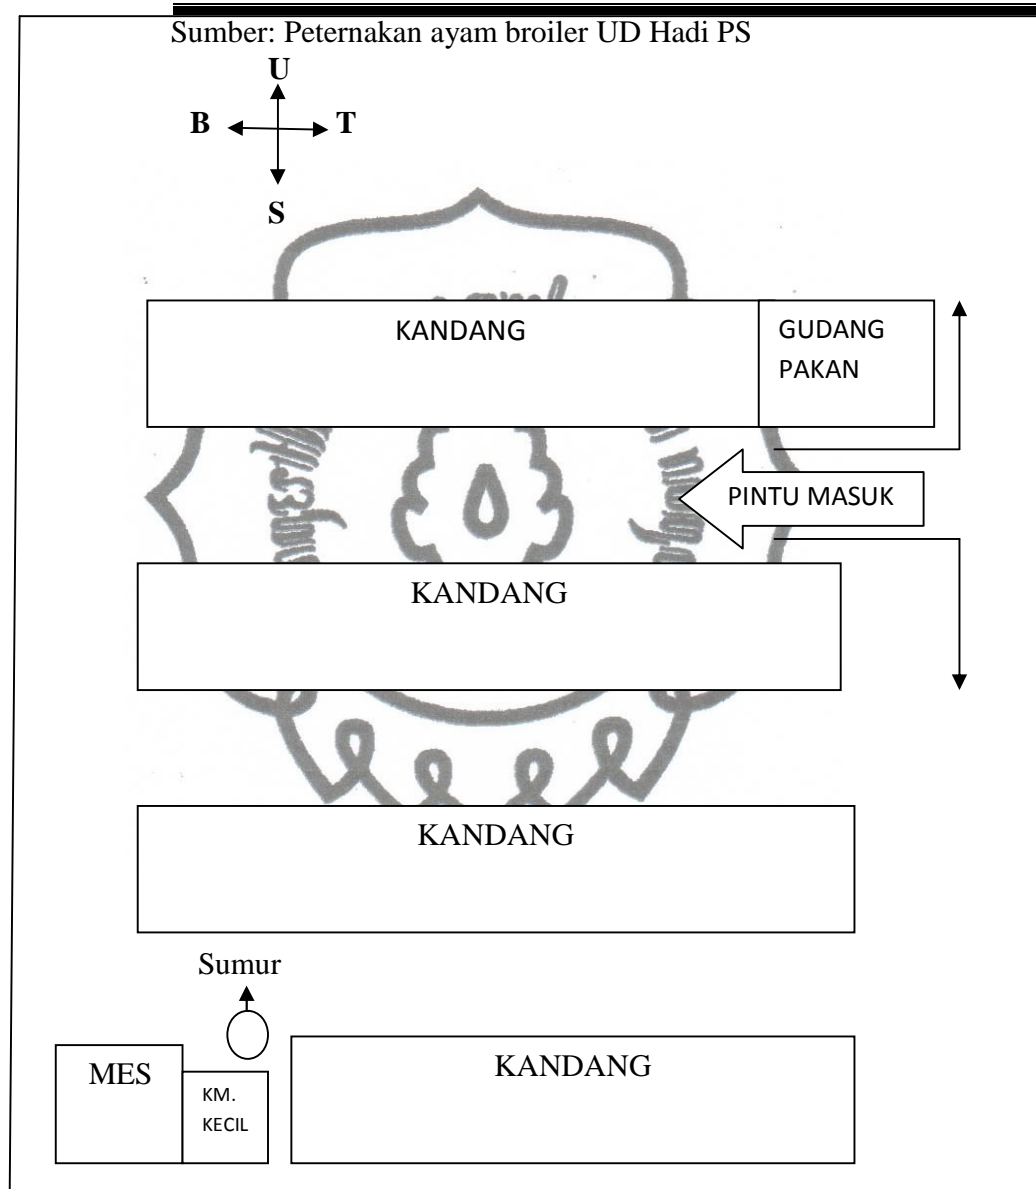 Sumber: Peternakan ayam broiler UD Hadi PS
U
B T
S
KANDANG
GUDANG
PAKAN
PINTU MASUK
KANDANG
KANDANG
Sumur
MES
KM.
KECIL
KANDANG